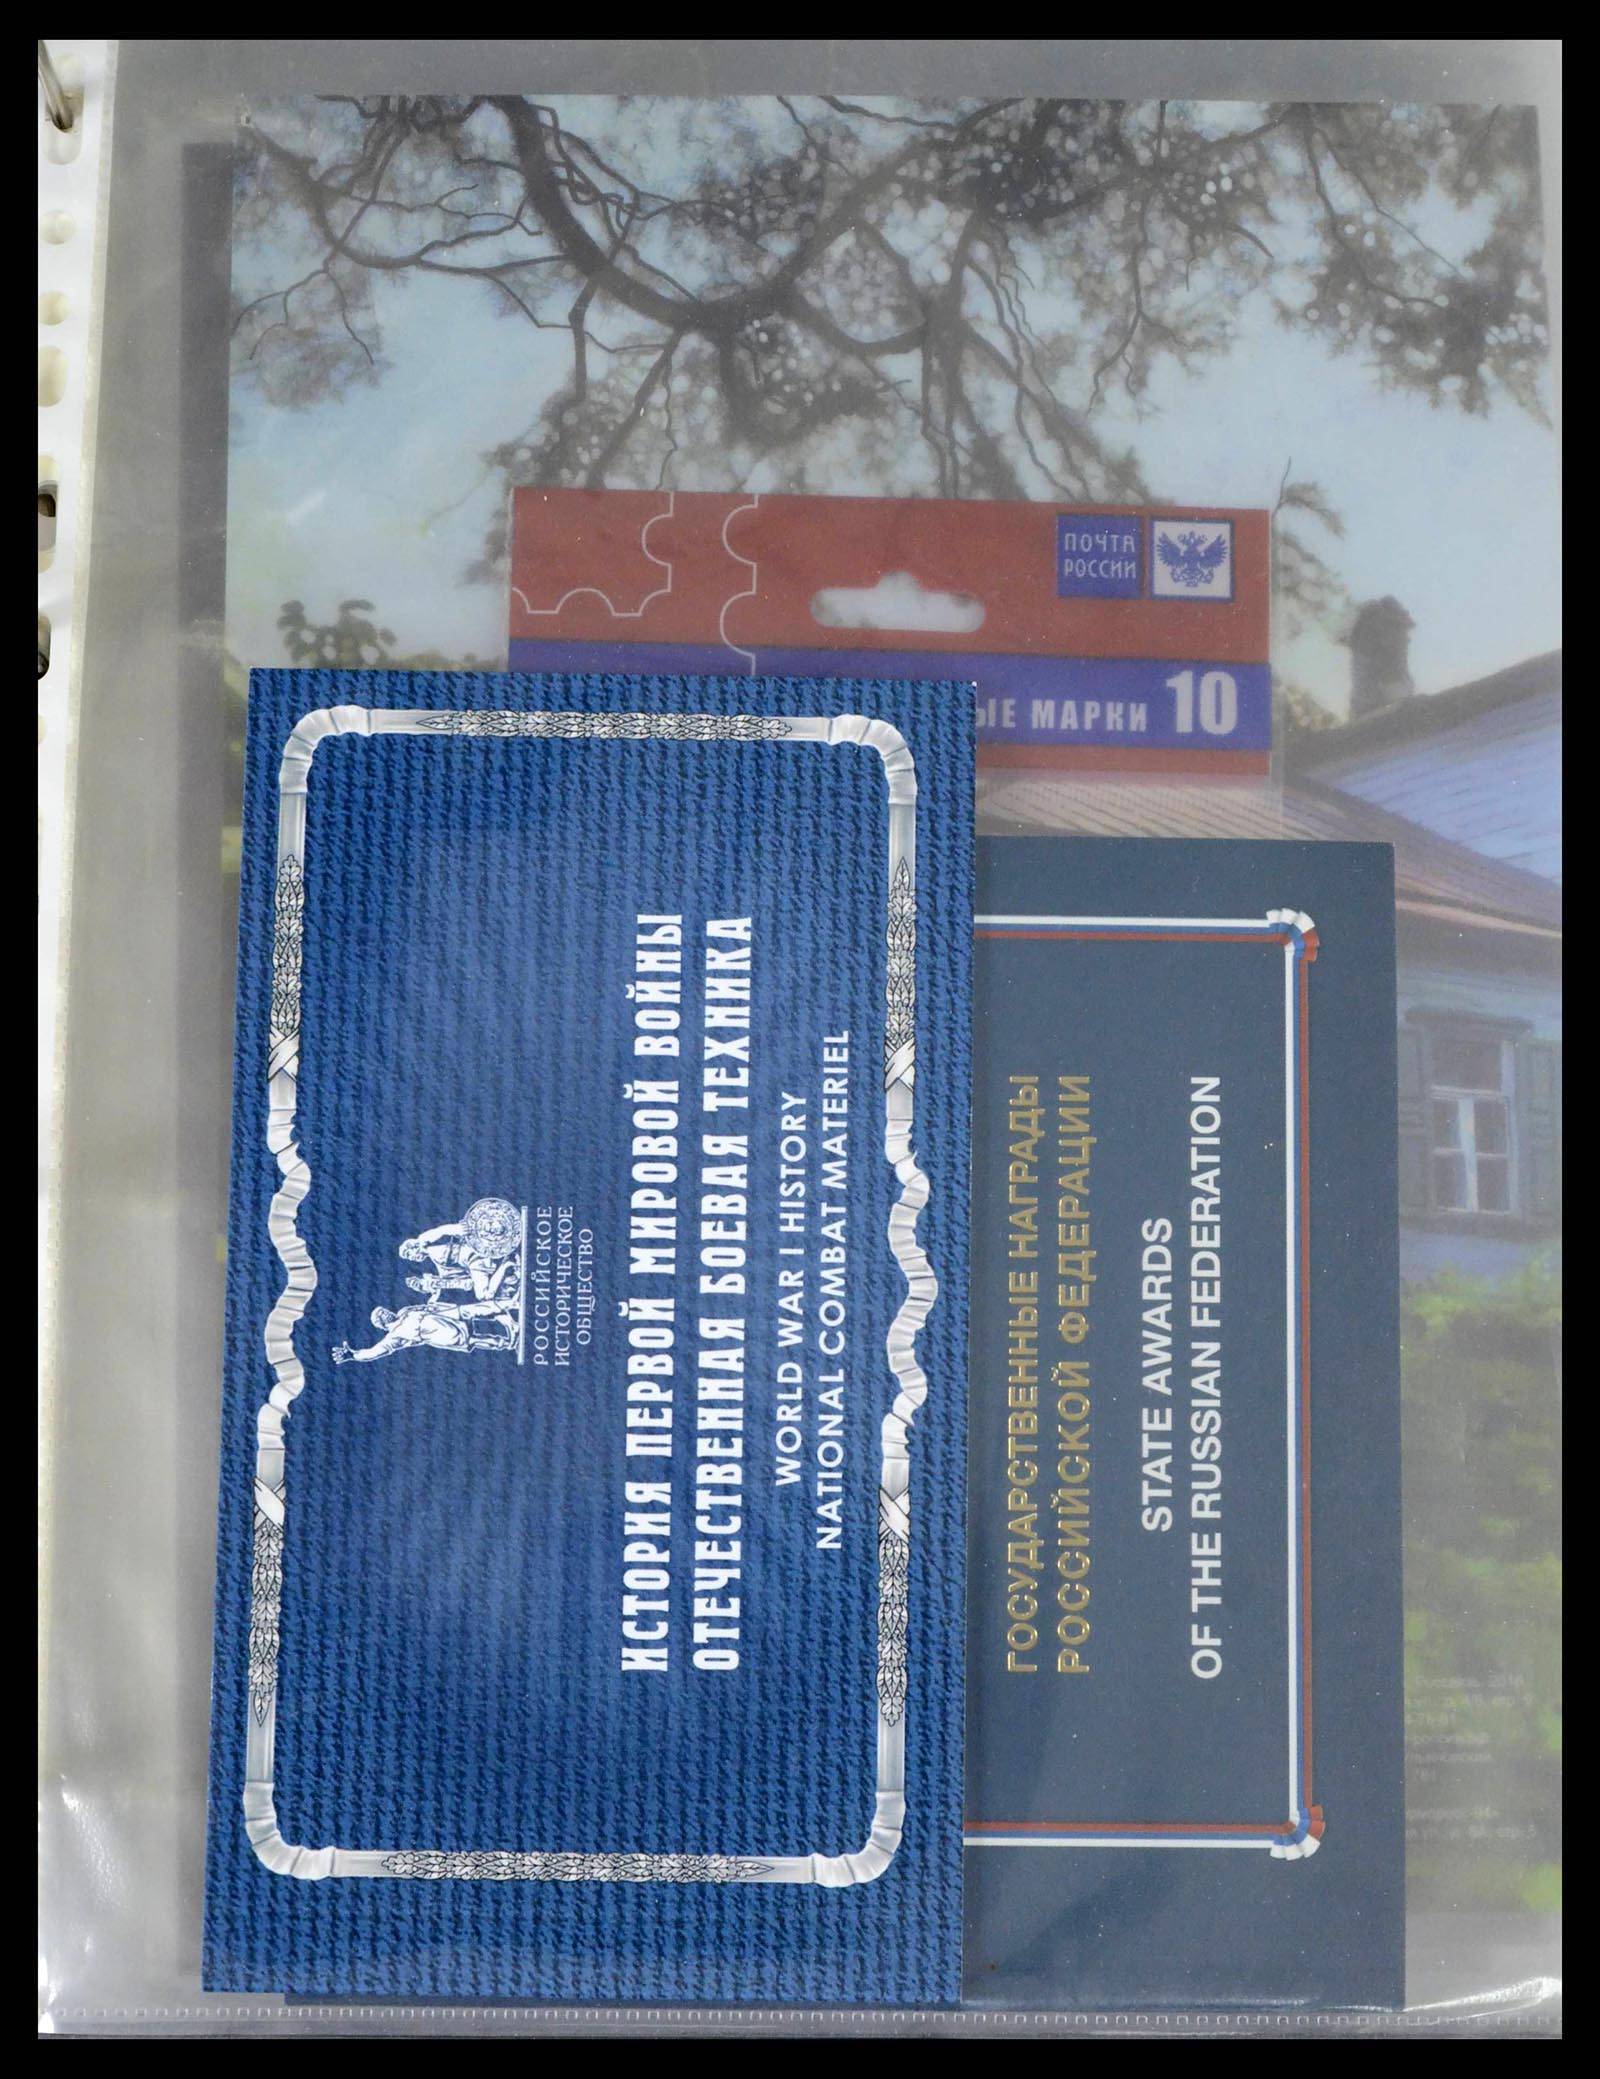 ПОЧТА
РОССИИ
ЫЕ МАРКИ 10
РОССИЙСКОЕ
ИСТОРИЧЕСКОЕ
ОБЩЕСТВО
ИСТОРИЯ ПЕРВОЙ МИРОВОЙ ВОЙНЫ
ОТЕЧЕСТВЕННАЯ БОЕВАЯ ТЕХНИКА
WORLD WAR I HISTORY
NATIONAL COMBAT MATERIEL
ГОСУДАРСТВЕННЫЕ НАГРАДЫ
РОССИЙСКОЙ ФЕДЕРАЦИИ
STATE AWARDS
OF THE RUSSIAN FEDERATION